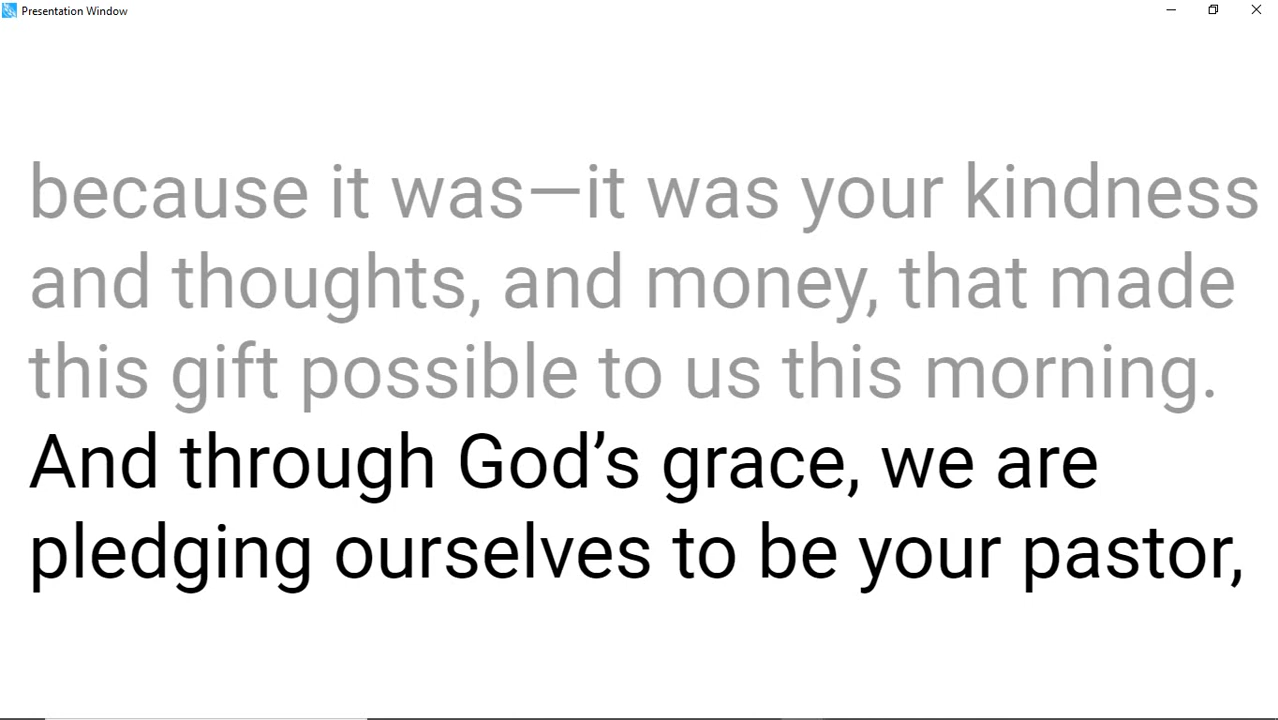 Presentation Window
because it was—it was your kindness
and thoughts, and money, that made
this gift possible to us this morning.
And through God’s grace, we are
pledging ourselves to be your pastor,